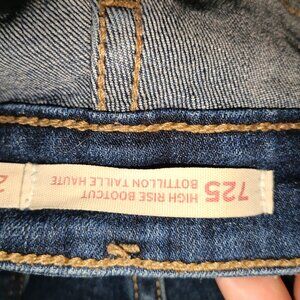 725
HIGH RISE BOOTCUT
BOTTILLON TAILLE HAUTE